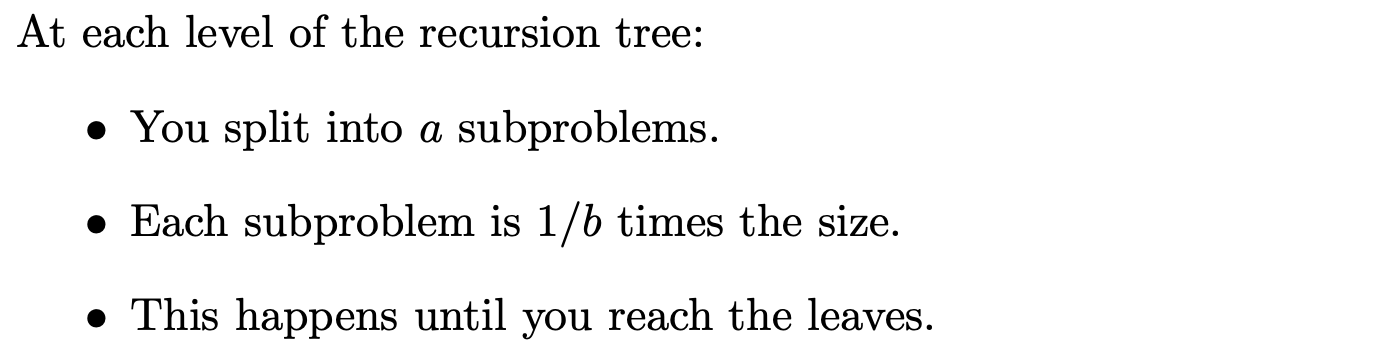 At each level of the recursion tree:
• You split into a subproblems.
• Each subproblem is 1/b times the size.
• This happens until you reach the leaves.